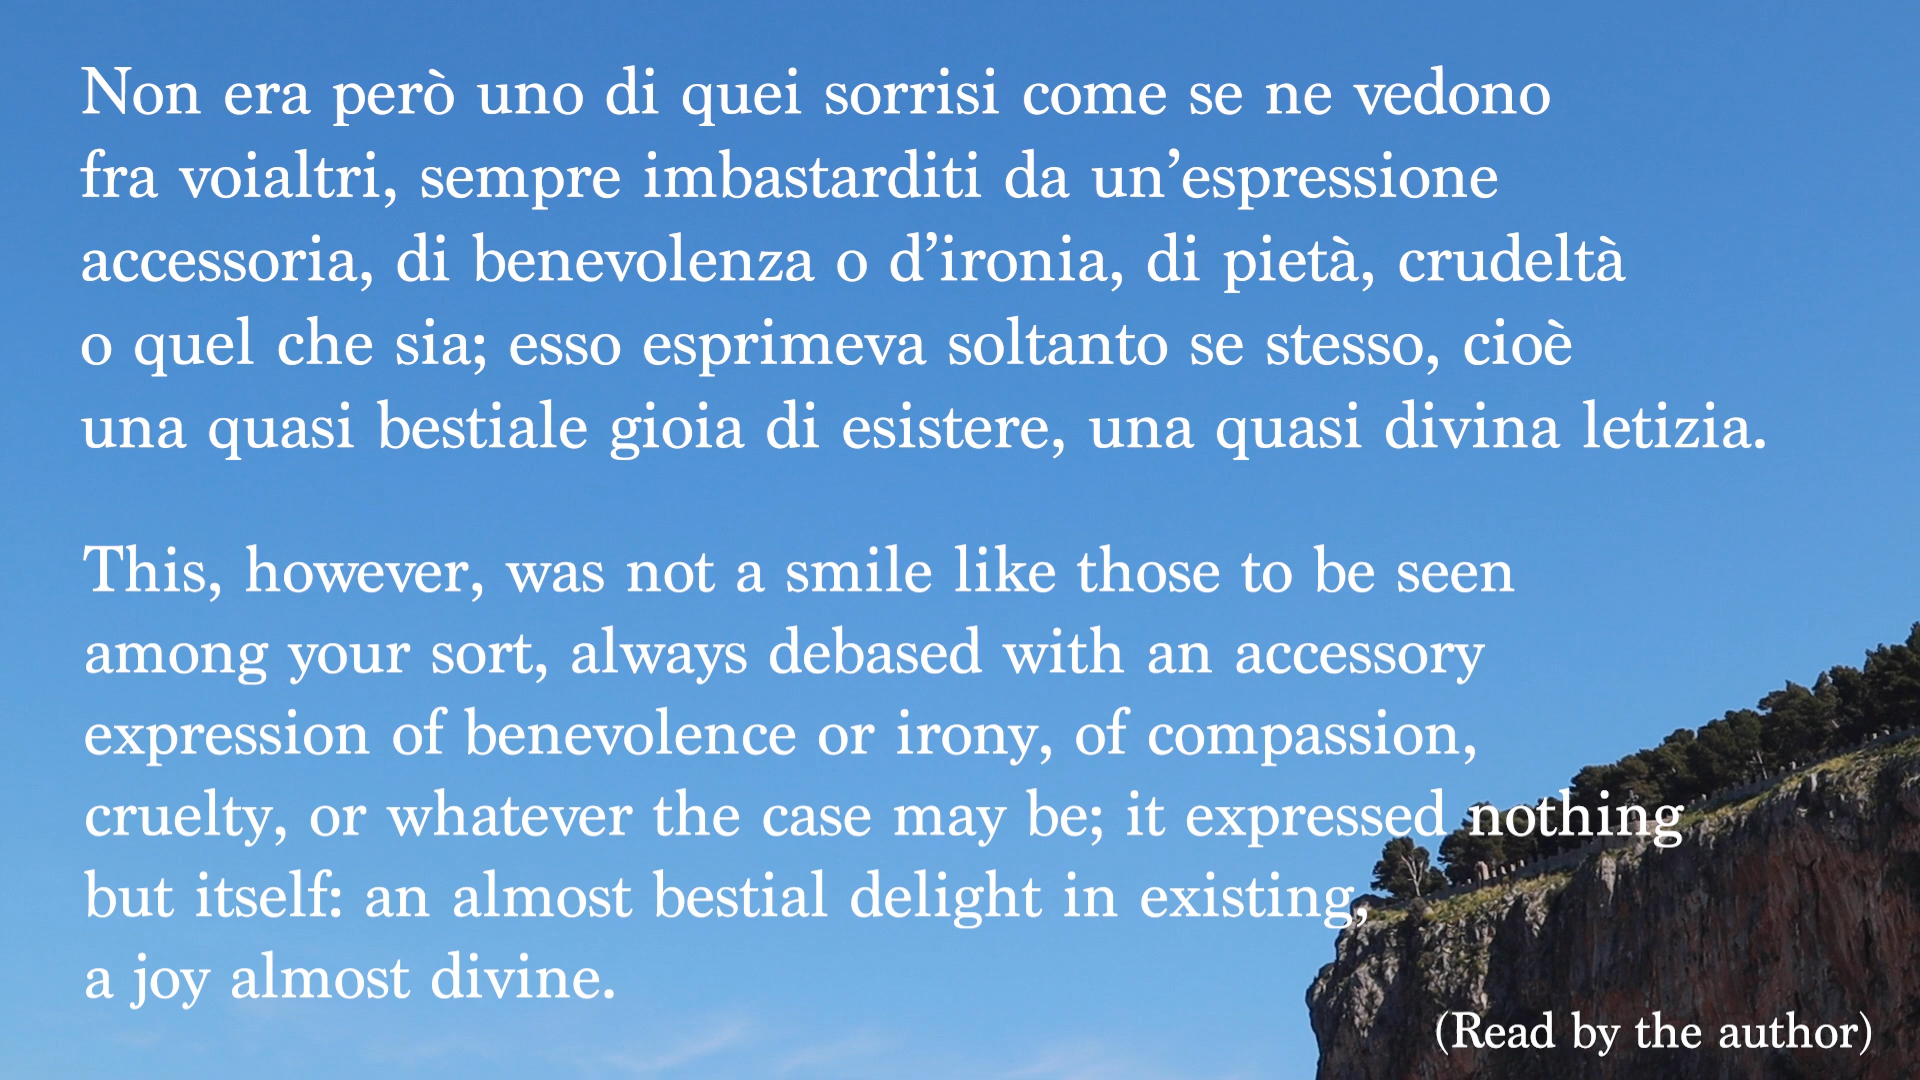 Non era però uno di quei sorrisi come se ne vedono
fra voialtri, sempre imbastarditi da un’espressione
accessoria, di benevolenza o d’ironia, di pietà, crudeltà
o quel che sia; esso esprimeva soltanto se stesso, cioè
una quasi bestiale gioia di esistere, una quasi divina letizia.
This, however, was not a smile like those to be seen
among your sort, always debased with an accessory
expression of benevolence or irony, of compassion,
cruelty, or whatever the case may be; it expressed nothing
but itself: an almost bestial delight in existing,
a joy almost divine.
(Read by the author)